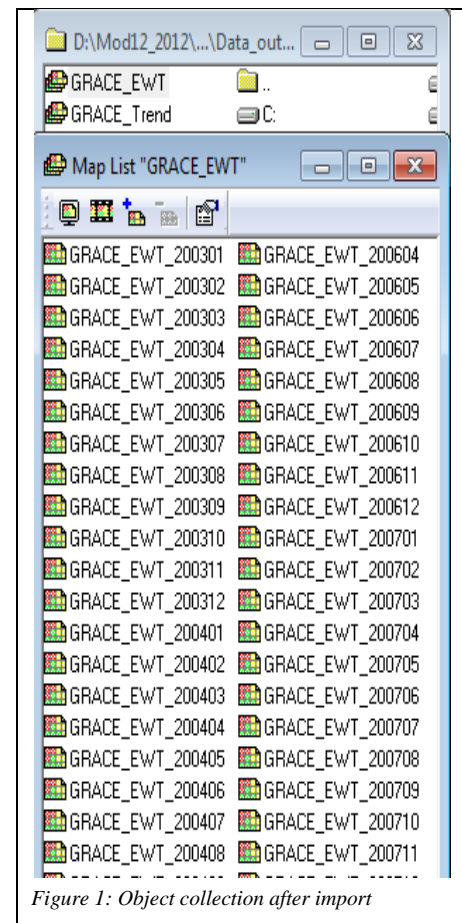 D:\Mod12_2012\...\Data_out...
GRACE_EWT ..
GRACE_Trend C:
Map List "GRACE_EWT"
GRACE_EWT_200301 GRACE_EWT_200604
GRACE_EWT_200302 GRACE_EWT_200605
GRACE_EWT_200303 GRACE_EWT_200606
GRACE_EWT_200304 GRACE_EWT_200607
GRACE_EWT_200305 GRACE_EWT_200608
GRACE_EWT_200306 GRACE_EWT_200609
GRACE_EWT_200307 GRACE_EWT_200610
GRACE_EWT_200308 GRACE_EWT_200611
GRACE_EWT_200309 GRACE_EWT_200612
GRACE_EWT_200310 GRACE_EWT_200701
GRACE_EWT_200311 GRACE_EWT_200702
GRACE_EWT_200312 GRACE_EWT_200703
GRACE_EWT_200401 GRACE_EWT_200704
GRACE_EWT_200402 GRACE_EWT_200705
GRACE_EWT_200403 GRACE_EWT_200706
GRACE_EWT_200404 GRACE_EWT_200707
GRACE_EWT_200405 GRACE_EWT_200708
GRACE_EWT_200406 GRACE_EWT_200709
GRACE_EWT_200407 GRACE_EWT_200710
GRACE_EWT_200408 GRACE_EWT_200711
Figure 1: Object collection after import